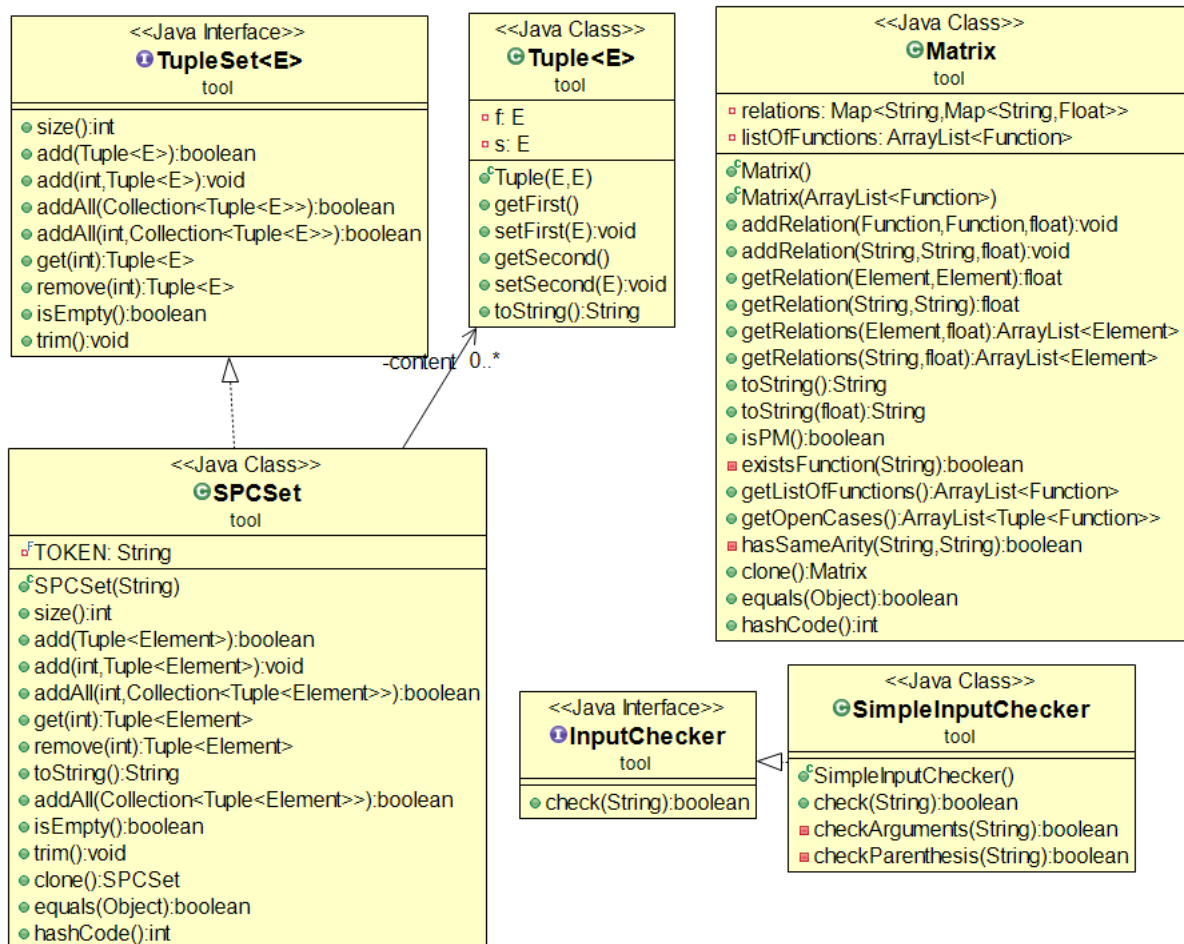 <<Java Interface>>
TupleSet<E>
tool
size():int
add(Tuple<E>):boolean
add(int,Tuple<E>):void
addAll(Collection<Tuple<E>>):boolean
addAll(int,Collection<Tuple<E>>):boolean
get(int):Tuple<E>
remove(int):Tuple<E>
isEmpty():boolean
trim():void
<<Java Class>>
Tuple<E>
tool
f: E
s: E
Tuple(E,E)
getFirst()
setFirst(E):void
getSecond()
setSecond(E):void
toString():String
<<Java Class>>
Matrix
tool
relations: Map<String,Map<String,Float>>
listOfFunctions: ArrayList<Function>
Matrix()
Matrix(ArrayList<Function>)
addRelation(Function,Function,float):void
addRelation(String,String,float):void
getRelation(Element,Element):float
getRelation(String,String):float
getRelations(Element,float):ArrayList<Element>
getRelations(String,float):ArrayList<Element>
toString():String
toString(float):String
isPM():boolean
existsFunction(String):boolean
getListOfFunctions():ArrayList<Function>
getOpenCases():ArrayList<Tuple<Function>>
hasSameArity(String,String):boolean
clone():Matrix
equals(Object):boolean
hashCode():int
-content 0..*
<<Java Class>>
SPCSet
tool
TOKEN: String
SPCSet(String)
size():int
add(Tuple<Element>):boolean
add(int,Tuple<Element>):void
addAll(int,Collection<Tuple<Element>>):boolean
get(int):Tuple<Element>
remove(int):Tuple<Element>
toString():String
addAll(Collection<Tuple<Element>>):boolean
isEmpty():boolean
trim():void
clone():SPCSet
equals(Object):boolean
hashCode():int
<<Java Interface>>
InputChecker
tool
check(String):boolean
<<Java Class>>
SimpleInputChecker
tool
SimpleInputChecker()
check(String):boolean
checkArguments(String):boolean
checkParenthesis(String):boolean